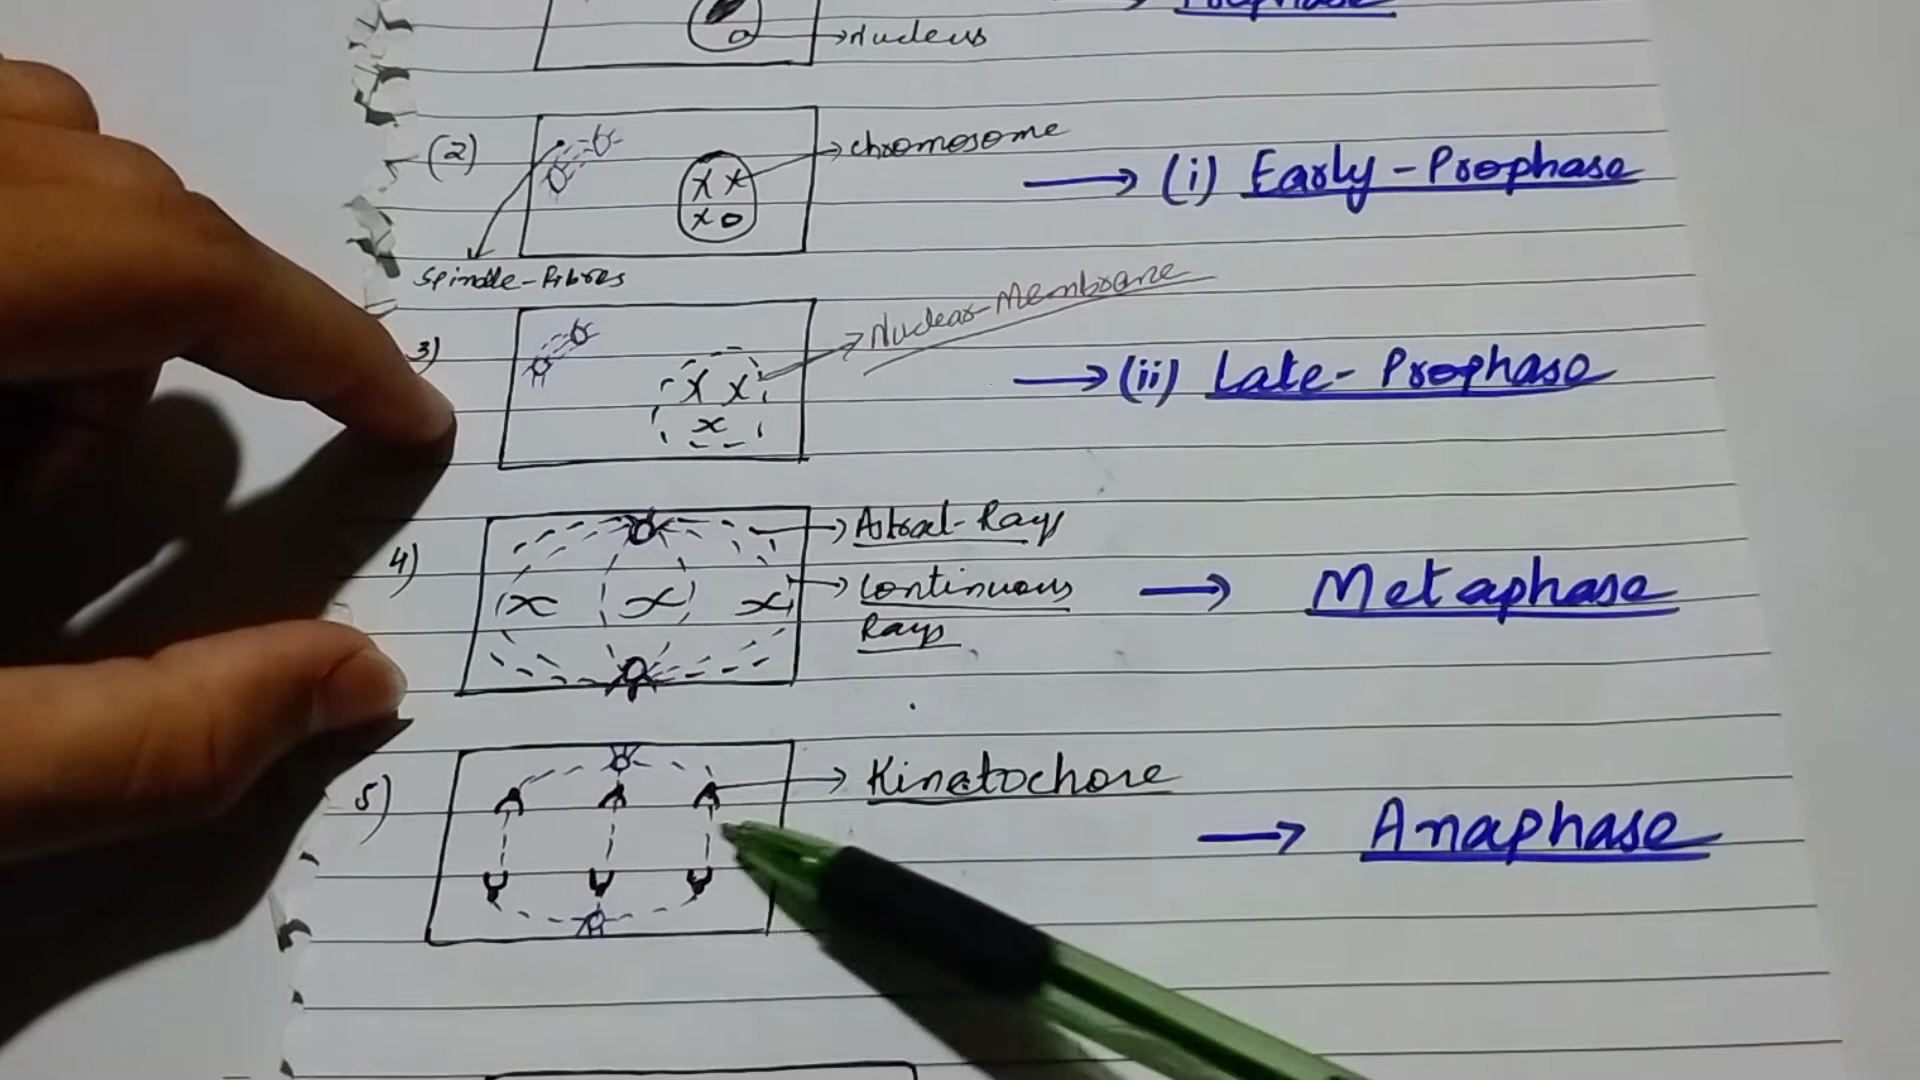 →Nucleus
(2)
→chromosome
→ (i) Early-Prophase
Spindle-Fibres
3)
→Nuclear-Membrane
→(ii) Late-Prophase
4)
→Astral-Rays
→Continuous
Rays
→ Metaphase
5)
→ Kinatochore
→ Anaphase